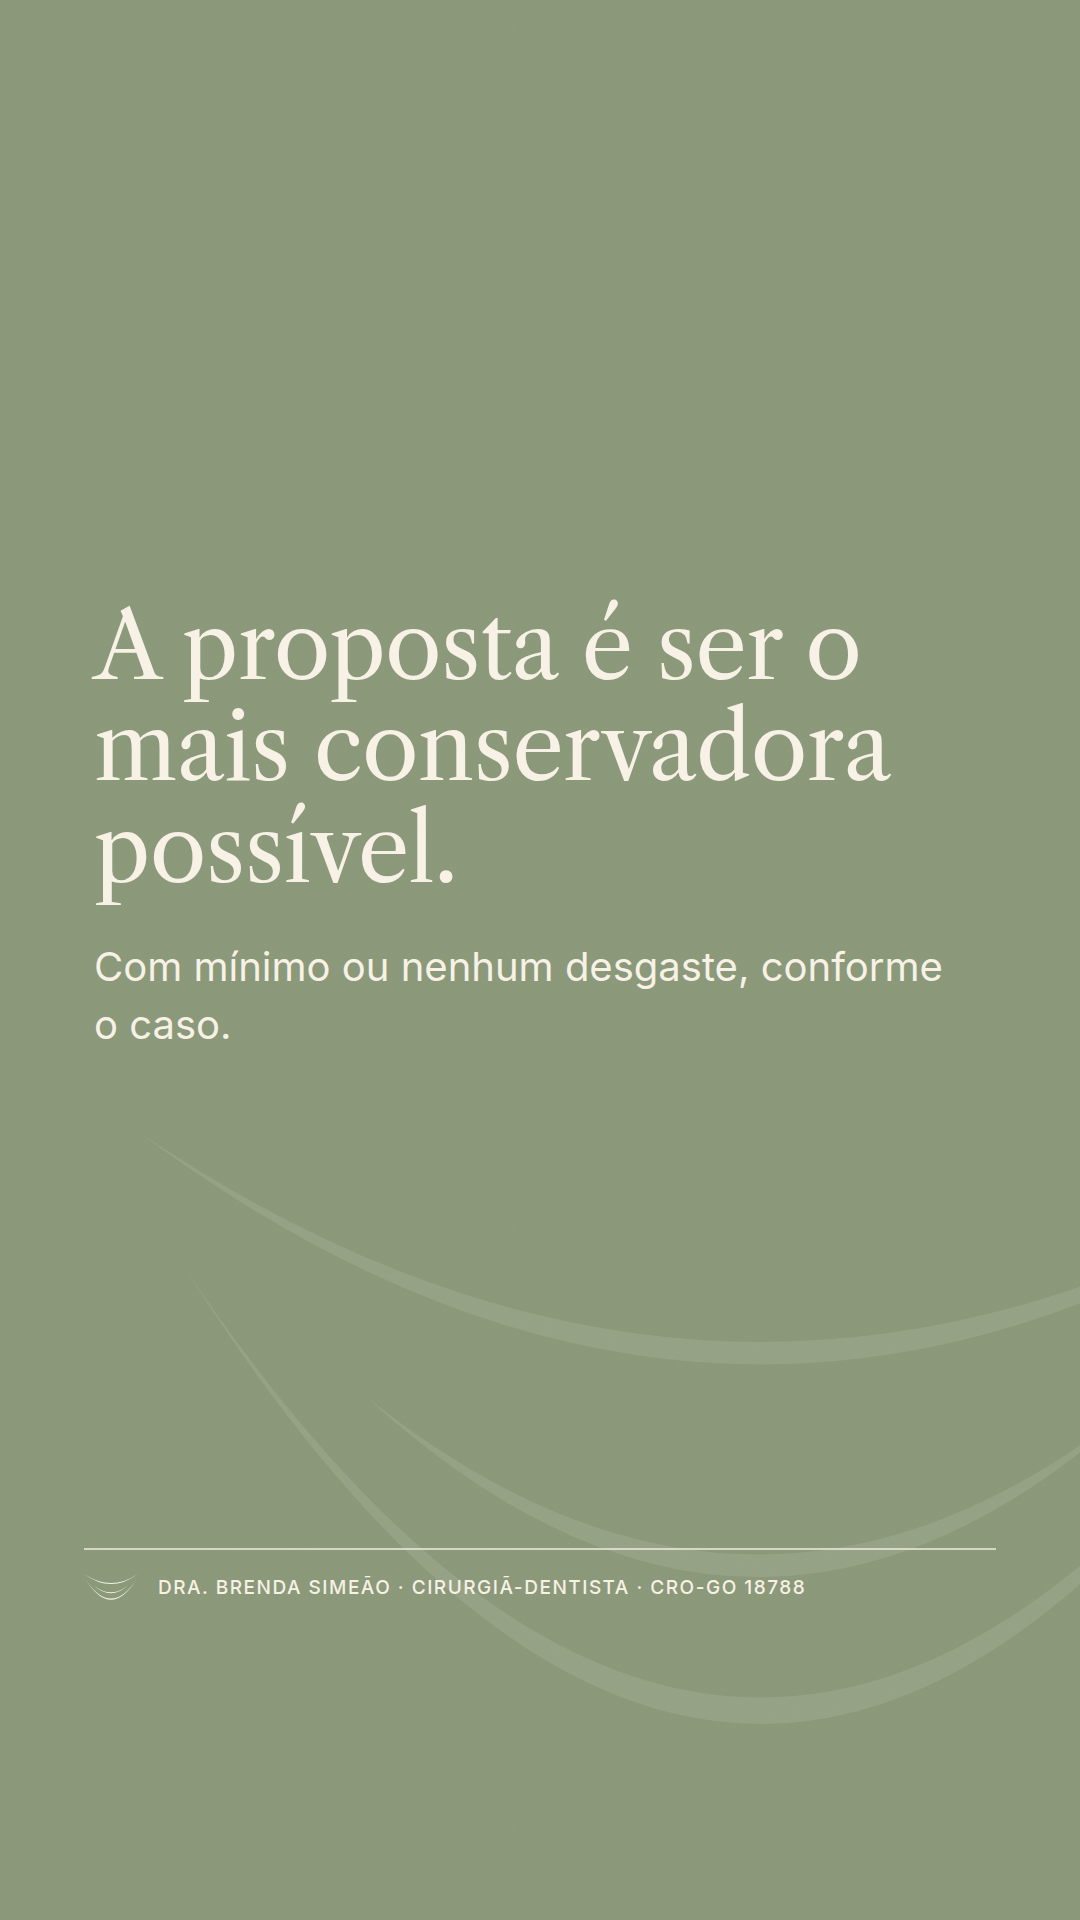 A proposta é ser o
mais conservadora
possível.
Com mínimo ou nenhum desgaste, conforme
o caso.
DRA. BRENDA SIMEÃO · CIRURGIÃ-DENTISTA · CRO-GO 18788